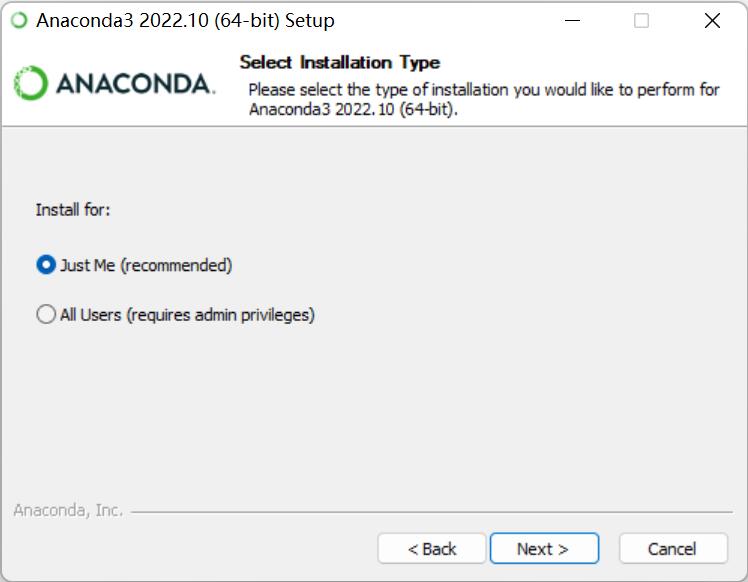 Anaconda3 2022.10 (64-bit) Setup
ANACONDA.
Select Installation Type
Please select the type of installation you would like to perform for
Anaconda3 2022.10 (64-bit).
Install for:
Just Me (recommended)
All Users (requires admin privileges)
Anaconda, Inc.
< Back
Next >
Cancel